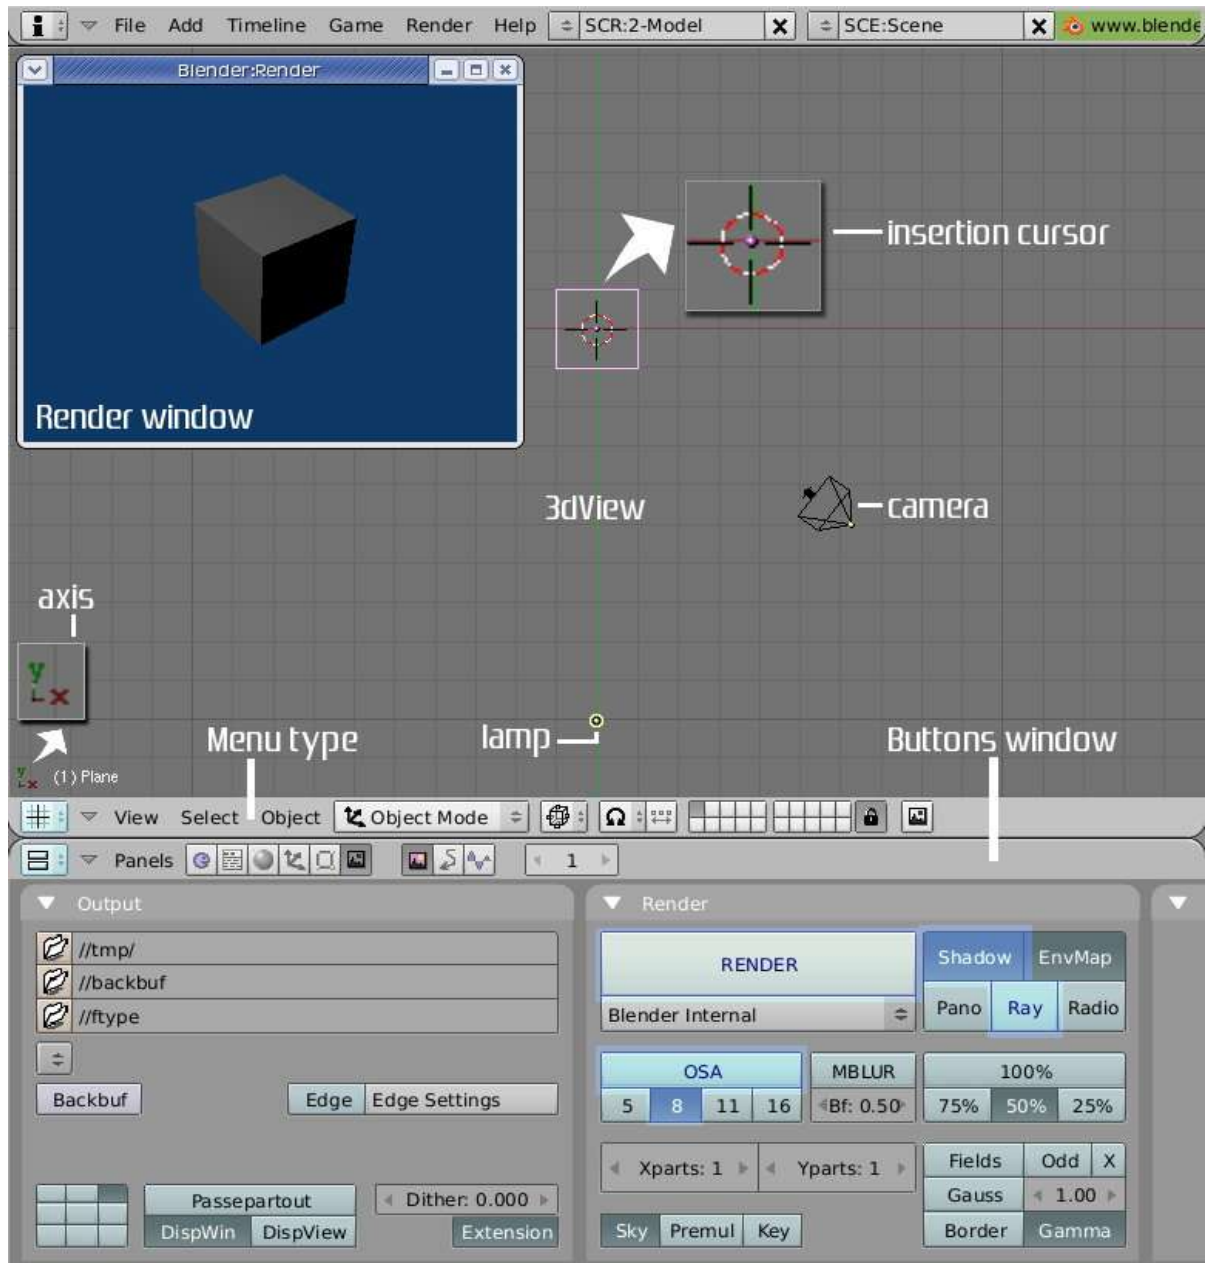 File Add Timeline Game Render Help SCR:2-Model X SCE:Scene X www.blende
Blender:Render
insertion cursor
Render window
3dView
camera
axis
y
x
Menu type
lamp
Buttons window
y
x (1) Plane
View Select Object Object Mode
Panels 1
Output
Render
//tmp/
//backbuf
//ftype
RENDER
Shadow EnvMap
Blender Internal
Pano Ray Radio
OSA MBLUR 100%
Backbuf Edge Edge Settings
5 8 11 16 Bf: 0.50 75% 50% 25%
Xparts: 1 Yparts: 1
Fields Odd X
Passepartout Dither: 0.000
Gauss 1.00
DispWin DispView Extension
Sky Premul Key
Border Gamma